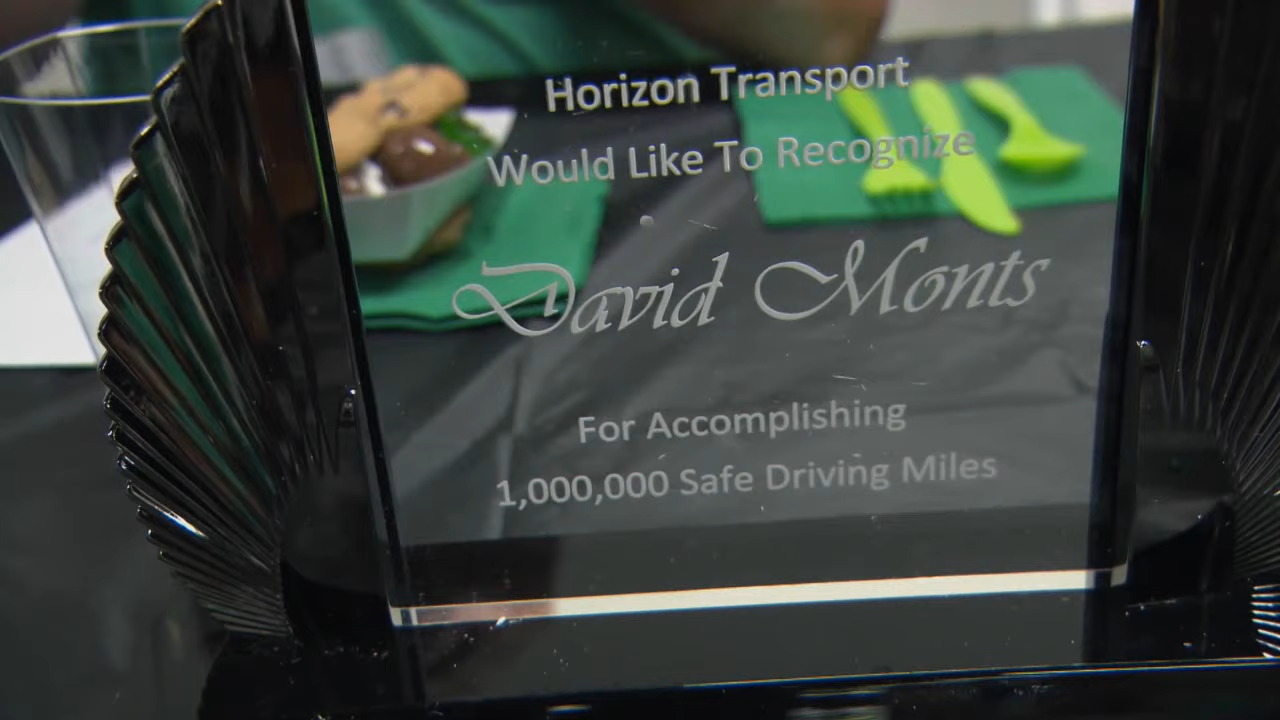 Horizon Transport
Would Like To Recognize
David Monts
For Accomplishing
1,000,000 Safe Driving Miles